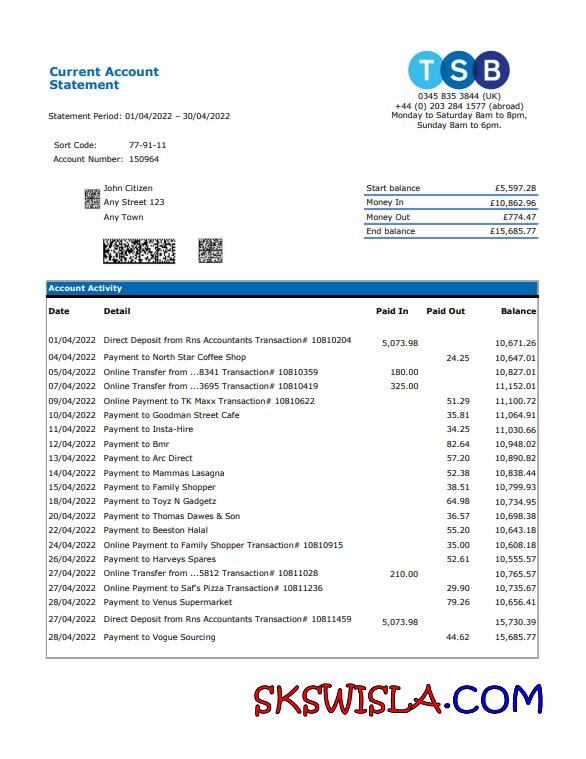 Current Account
Statement
TSB
0345 835 3844 (UK)
+44 (0) 203 284 1577 (abroad)
Monday to Saturday 8am to 8pm,
Sunday 8am to 6pm.
Statement Period: 01/04/2022 – 30/04/2022
Sort Code: 77-91-11
Account Number: 150964
John Citizen
Any Street 123
Any Town
Start balance £5,597.28
Money In £10,862.96
Money Out £774.47
End balance £15,685.77
Account Activity
Date Detail Paid In Paid Out Balance
01/04/2022 Direct Deposit from Rns Accountants Transaction# 10810204 5,073.98 10,671.26
04/04/2022 Payment to North Star Coffee Shop 24.25 10,647.01
05/04/2022 Online Transfer from ...8341 Transaction# 10810359 180.00 10,827.01
07/04/2022 Online Transfer from ...3695 Transaction# 10810419 325.00 11,152.01
09/04/2022 Online Payment to TK Maxx Transaction# 10810622 51.29 11,100.72
10/04/2022 Payment to Goodman Street Cafe 35.81 11,064.91
11/04/2022 Payment to Insta-Hire 34.25 11,030.66
12/04/2022 Payment to Bmr 82.64 10,948.02
13/04/2022 Payment to Arc Direct 57.20 10,890.82
14/04/2022 Payment to Mammas Lasagna 52.38 10,838.44
15/04/2022 Payment to Family Shopper 38.51 10,799.93
18/04/2022 Payment to Toyz N Gadgetz 64.98 10,734.95
20/04/2022 Payment to Thomas Dawes & Son 36.57 10,698.38
22/04/2022 Payment to Beeston Halal 55.20 10,643.18
24/04/2022 Online Payment to Family Shopper Transaction# 10810915 35.00 10,608.18
26/04/2022 Payment to Harveys Spares 52.61 10,555.57
27/04/2022 Online Transfer from ...5812 Transaction# 10811028 210.00 10,765.57
27/04/2022 Online Payment to Saf's Pizza Transaction# 10811236 29.90 10,735.67
28/04/2022 Payment to Venus Supermarket 79.26 10,656.41
27/04/2022 Direct Deposit from Rns Accountants Transaction# 10811459 5,073.98 15,730.39
28/04/2022 Payment to Vogue Sourcing 44.62 15,685.77
SKSWISLA.COM